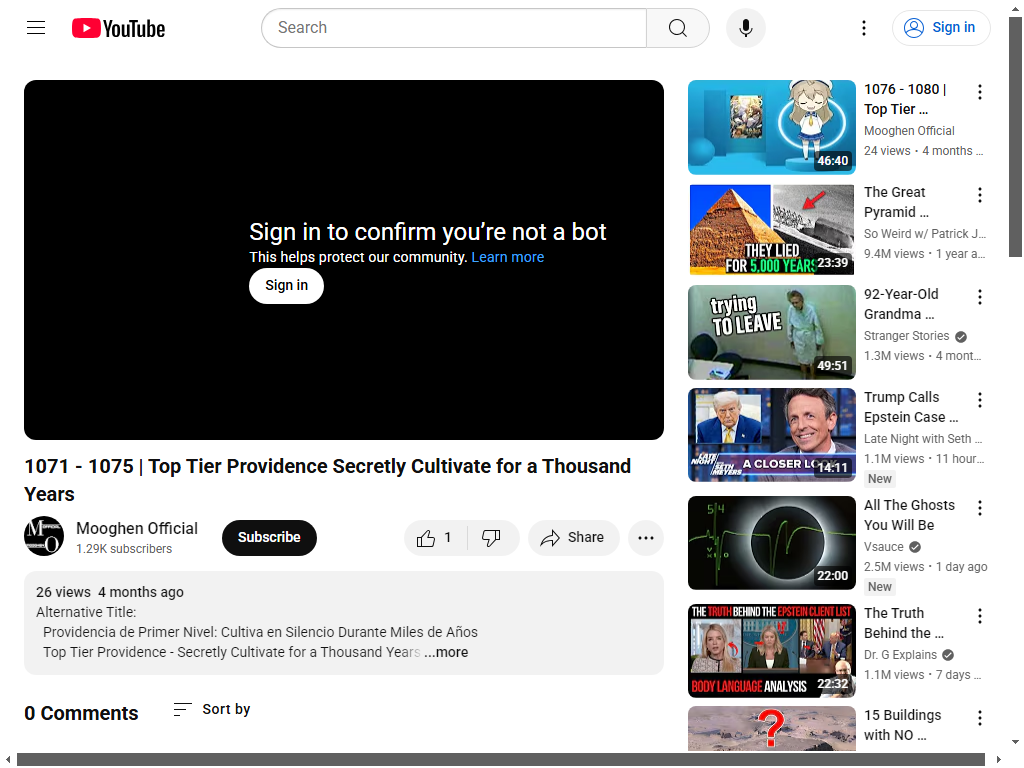 YouTube
Search
Sign in
Sign in to confirm you’re not a bot
This helps protect our community. Learn more
Sign in
1071 - 1075 | Top Tier Providence Secretly Cultivate for a Thousand
Years
Mooghen Official
1.29K subscribers
Subscribe
1
Share
26 views 4 months ago
Alternative Title:
Providencia de Primer Nivel: Cultiva en Silencio Durante Miles de Años
Top Tier Providence - Secretly Cultivate for a Thousand Years ...more
0 Comments
Sort by
46:40
1076 - 1080 |
Top Tier ...
Mooghen Official
24 views • 4 months ...
THEY LIED
FOR 5,000 YEARS
23:39
The Great
Pyramid ...
So Weird w/ Patrick J...
9.4M views • 1 year a...
trying
TO LEAVE
49:51
92-Year-Old
Grandma ...
Stranger Stories
1.3M views • 4 mont...
LATE NIGHT
SETH MEYERS
A CLOSER LO
14:11
Trump Calls
Epstein Case ...
Late Night with Seth ...
1.1M views • 11 hour...
New
22:00
All The Ghosts
You Will Be
Vsauce
2.5M views • 1 day ago
New
THE TRUTH BEHIND THE EPSTEIN CLIENT LIST
BODY LANGUAGE ANALYSIS
22:32
The Truth
Behind the ...
Dr. G Explains
1.1M views • 7 days ...
?
15 Buildings
with NO ...